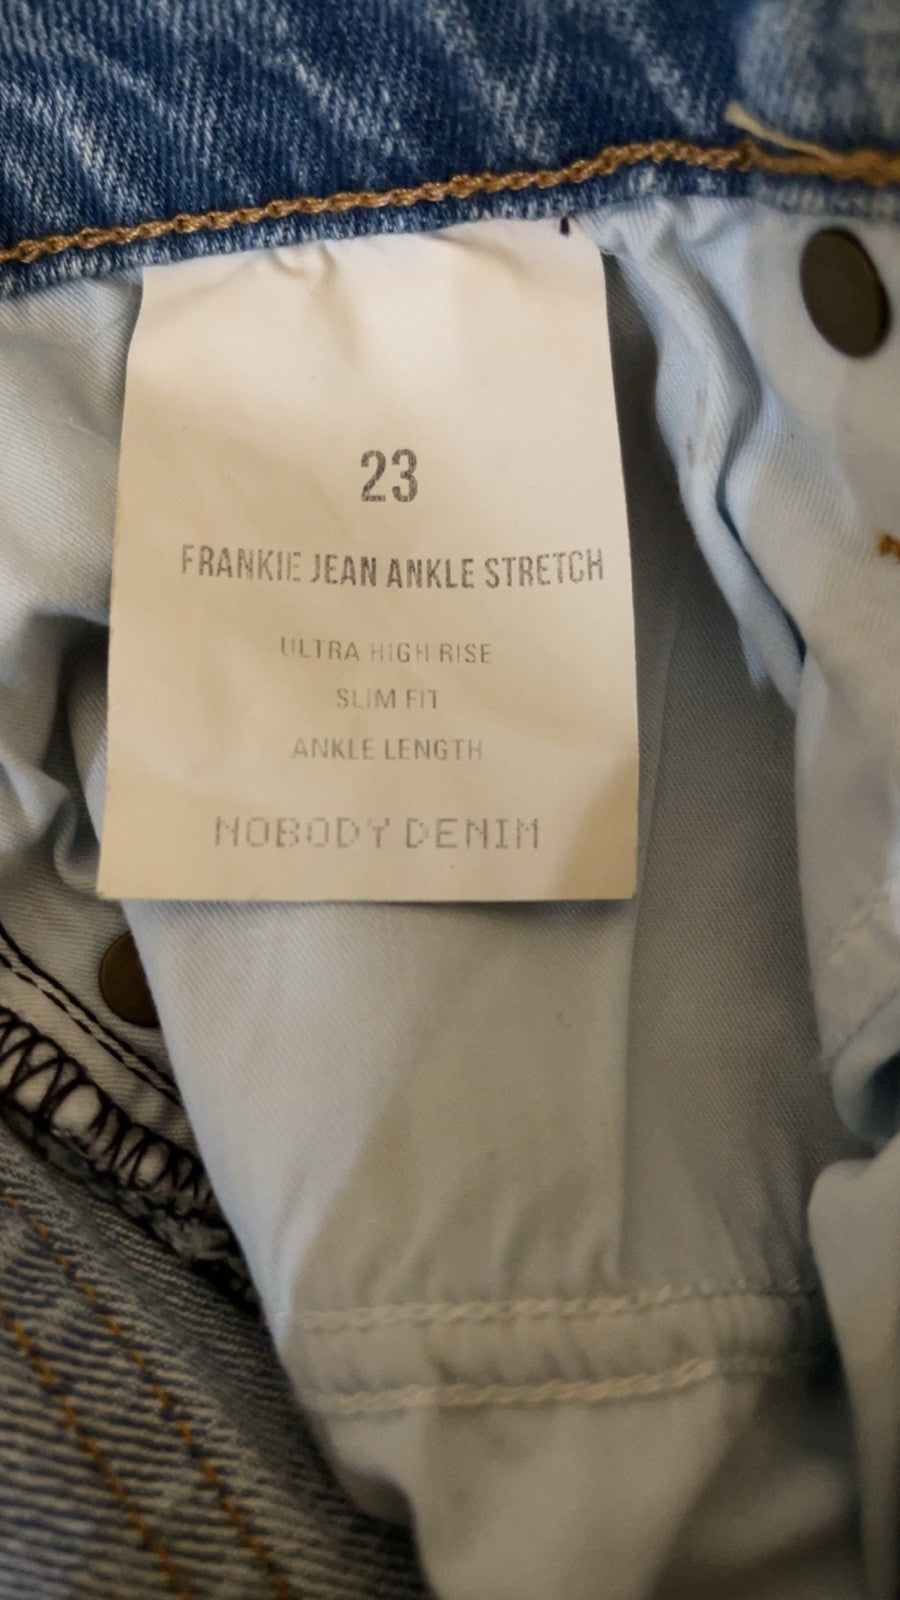 23
FRANKIE JEAN ANKLE STRETCH
ULTRA HIGH RISE
SLIM FIT
ANKLE LENGTH
NOBODY DENIM